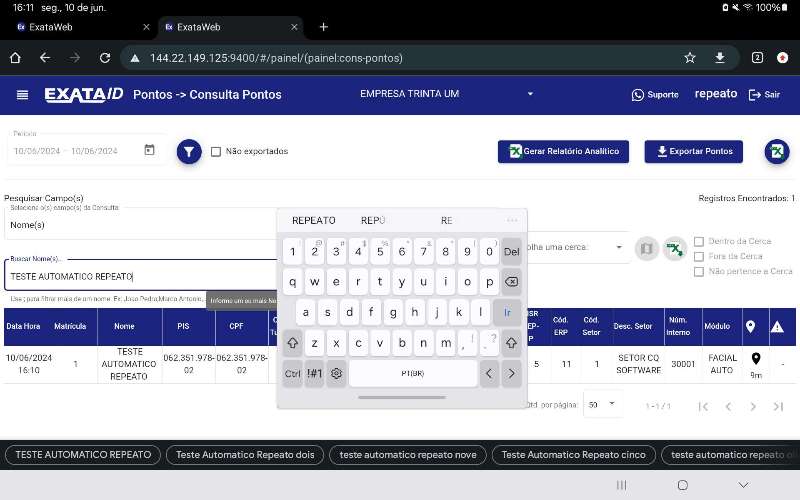 16:11 seg., 10 de jun. 100%
ExataWeb ExataWeb
144.22.149.125:9400/#/painel/(painel:cons-pontos) 2
EXATA ID Pontos -> Consulta Pontos EMPRESA TRINTA UM Suporte repeato Sair
Período
10/06/2024 – 10/06/2024 Não exportados Gerar Relatório Analítico Exportar Pontos
Pesquisar Campo(s) Registros Encontrados: 1
Selecione o(s) campo(s) da Consulta
Nome(s)
olha uma cerca: Dentro da Cerca
Fora da Cerca
Não pertence a Cerca
Buscar Nome(s)..
TESTE AUTOMATICO REPEATO
Use ; para filtrar mais de um nome. Ex: Joao Pedro;Marco Antonio, Informe um ou mais No
Data Hora Matrícula Nome PIS CPF Cód. ERP Cód. Setor Desc. Setor Núm. Interno Módulo
10/06/2024 16:10 1 TESTE AUTOMATICO REPEATO 062.351.978-02 062.351.978-02 5 11 1 SETOR CQ SOFTWARE 30001 FACIAL AUTO 9m -
por página: 50 1 - 1 / 1
REPEATO REPÚ RE ...
1 2 3 4 5 6 7 8 9 0 Del
q w e r t y u i o p
a s d f g h j k l Ir
z x c v b n m , ! . ?
Ctrl !#1 PT(BR) < >
TESTE AUTOMATICO REPEATO Teste Automatico Repeato dois teste automatico repeato nove Teste Automatico Repeato cinco teste automatico repeato